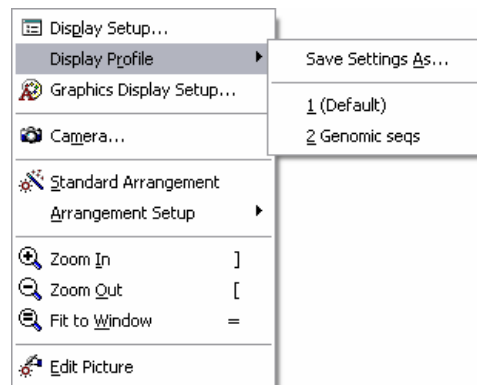 Display Setup...
Display Profile
Graphics Display Setup...
Camera...
Standard Arrangement
Arrangement Setup
Zoom In ]
Zoom Out [
Fit to Window =
Edit Picture
Save Settings As...
1 (Default)
2 Genomic seqs